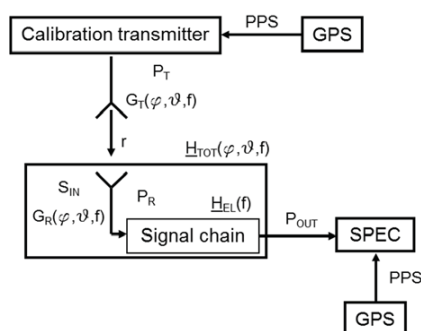 Calibration transmitter
PPS
GPS
P_T
G_T(φ,ϑ,f)
r
H_TOT(φ,ϑ,f)
S_IN
P_R
G_R(φ,ϑ,f)
H_EL(f)
Signal chain
P_OUT
SPEC
PPS
GPS